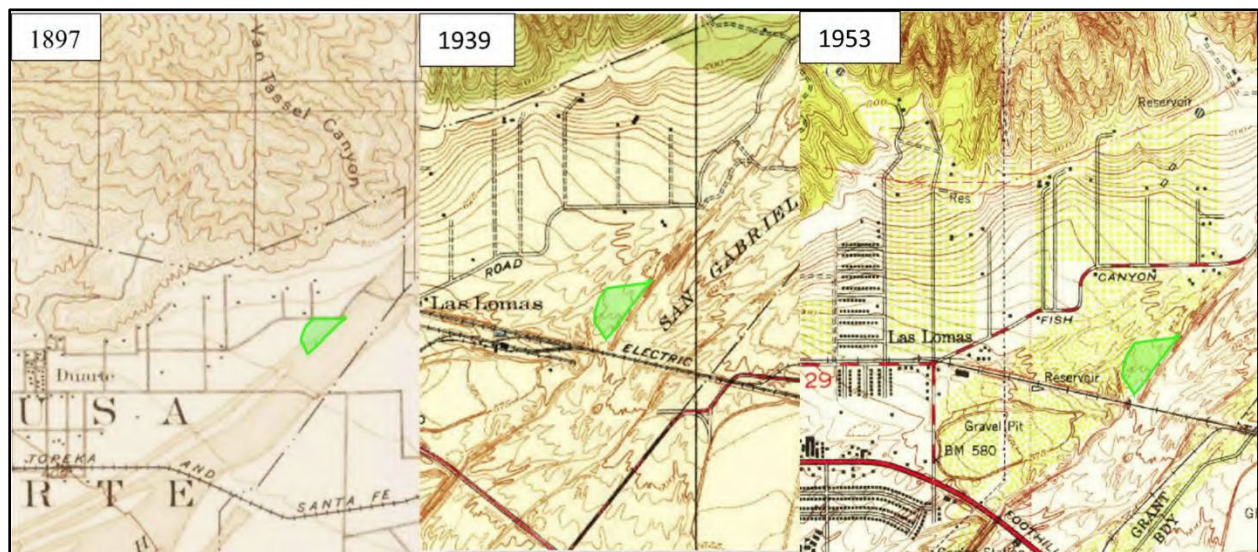 1897
1939
1953
Van Tassel Canyon
Duarte
U S A
TOPEKA AND SANTA FE
R T E
H
ROAD
Las Lomas
SAN GABRIEL
ELECTRIC
Reservoir
Res
CANYON
FISH
Las Lomas
29
Reservoir
Gravel Pit
BM 580
FOOTHILL
GRANT
BDY